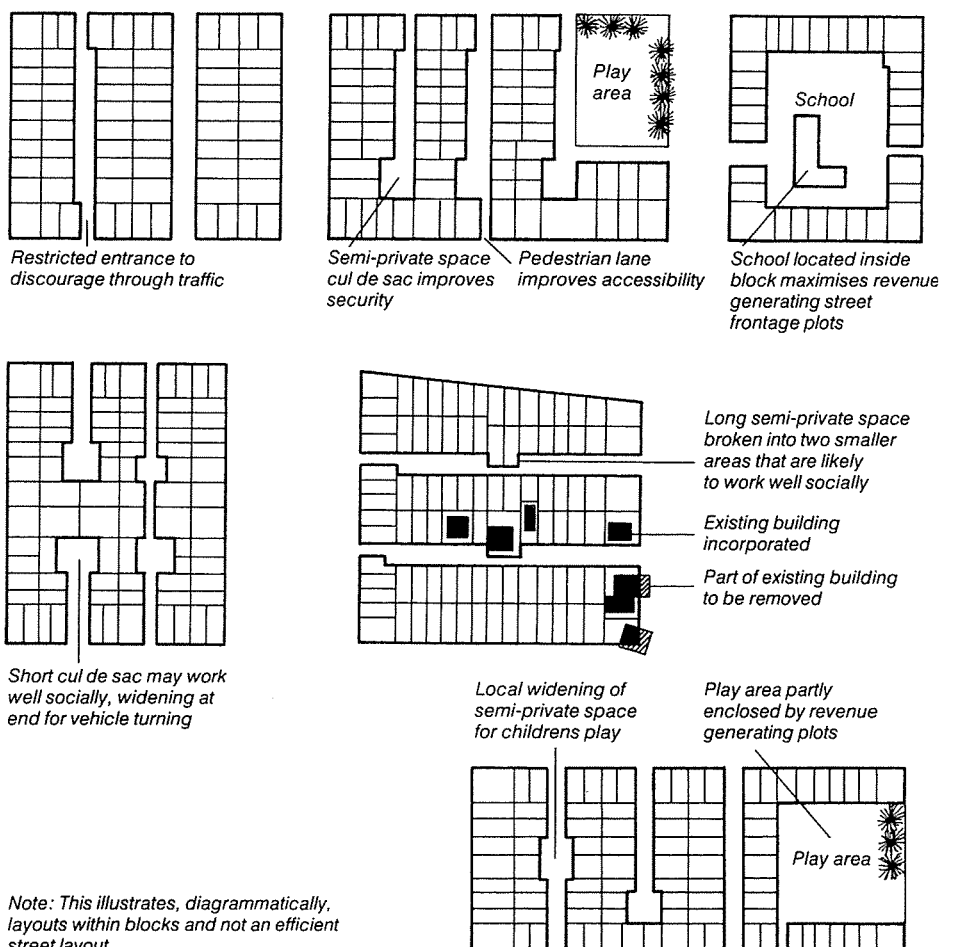 Play
area
School
Restricted entrance to
discourage through traffic
Semi-private space
cul de sac improves
security
Pedestrian lane
improves accessibility
School located inside
block maximises revenue
generating street
frontage plots
Long semi-private space
broken into two smaller
areas that are likely
to work well socially
Existing building
incorporated
Part of existing building
to be removed
Short cul de sac may work
well socially, widening at
end for vehicle turning
Local widening of
semi-private space
for childrens play
Play area partly
enclosed by revenue
generating plots
Play area
Note: This illustrates, diagrammatically,
layouts within blocks and not an efficient
street layout